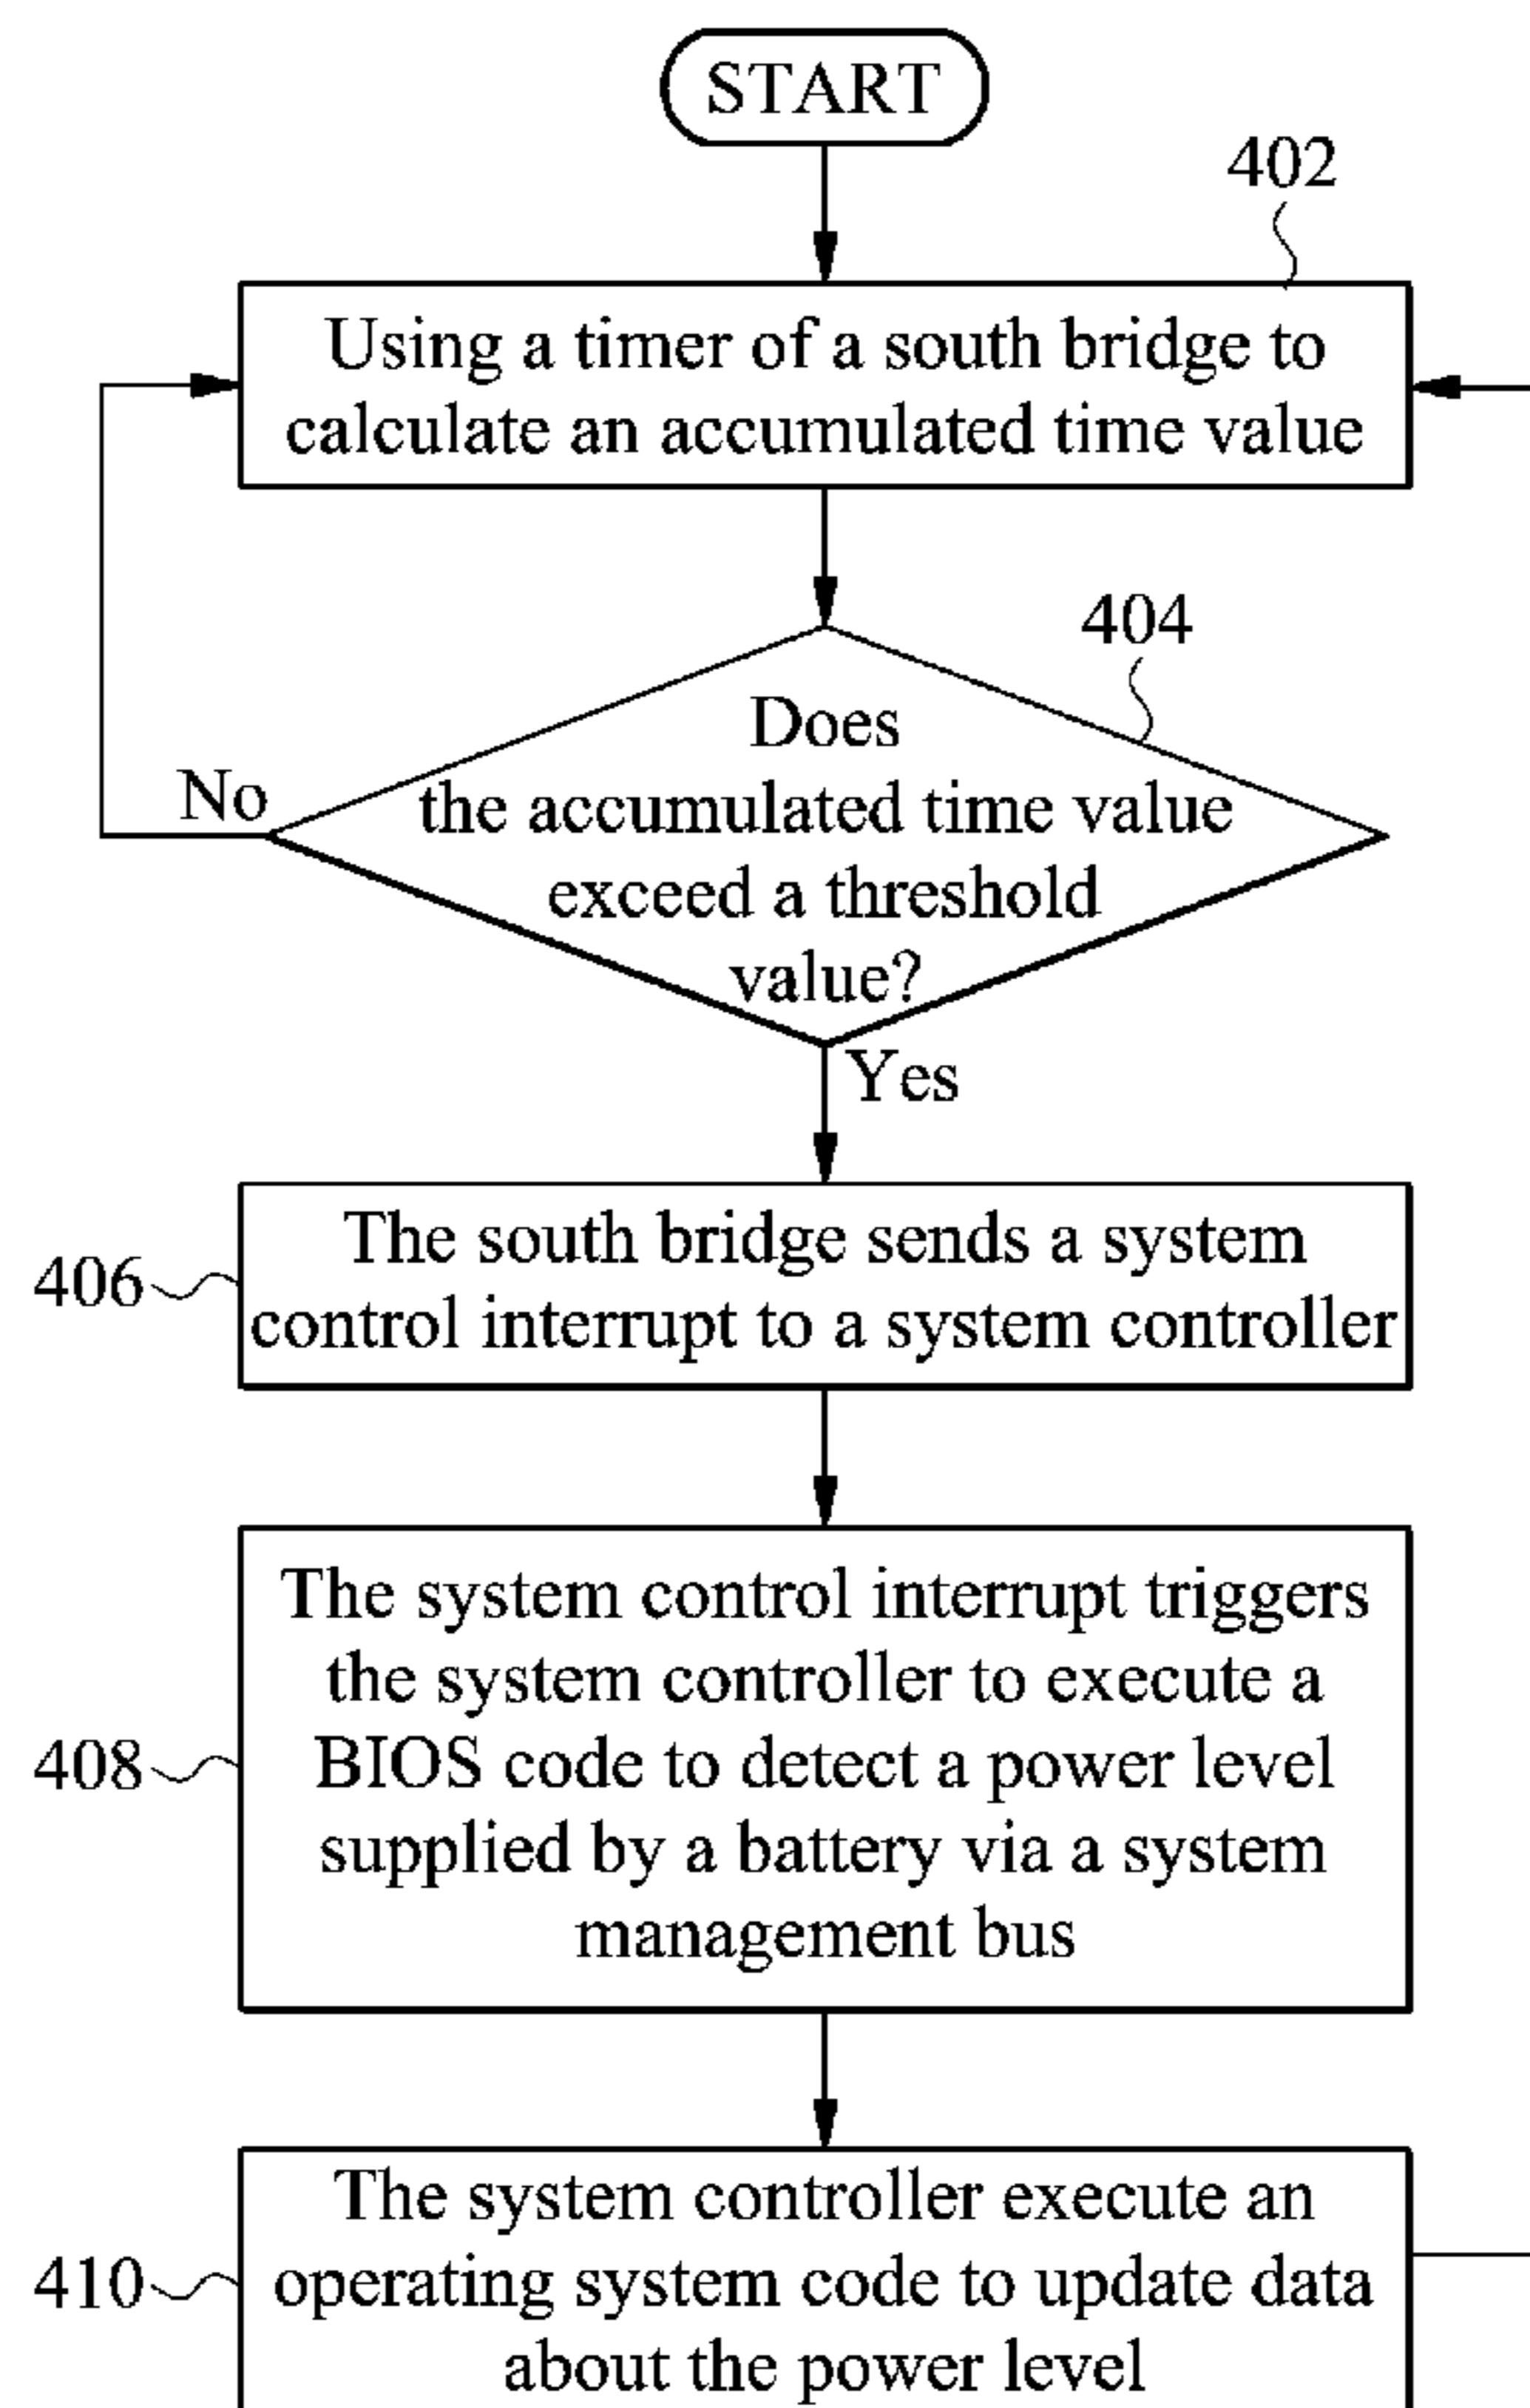 START
402
Using a timer of a south bridge to
calculate an accumulated time value
404
Does
the accumulated time value
exceed a threshold
value?
No
Yes
406
The south bridge sends a system
control interrupt to a system controller
408
The system control interrupt triggers
the system controller to execute a
BIOS code to detect a power level
supplied by a battery via a system
management bus
410
The system controller execute an
operating system code to update data
about the power level